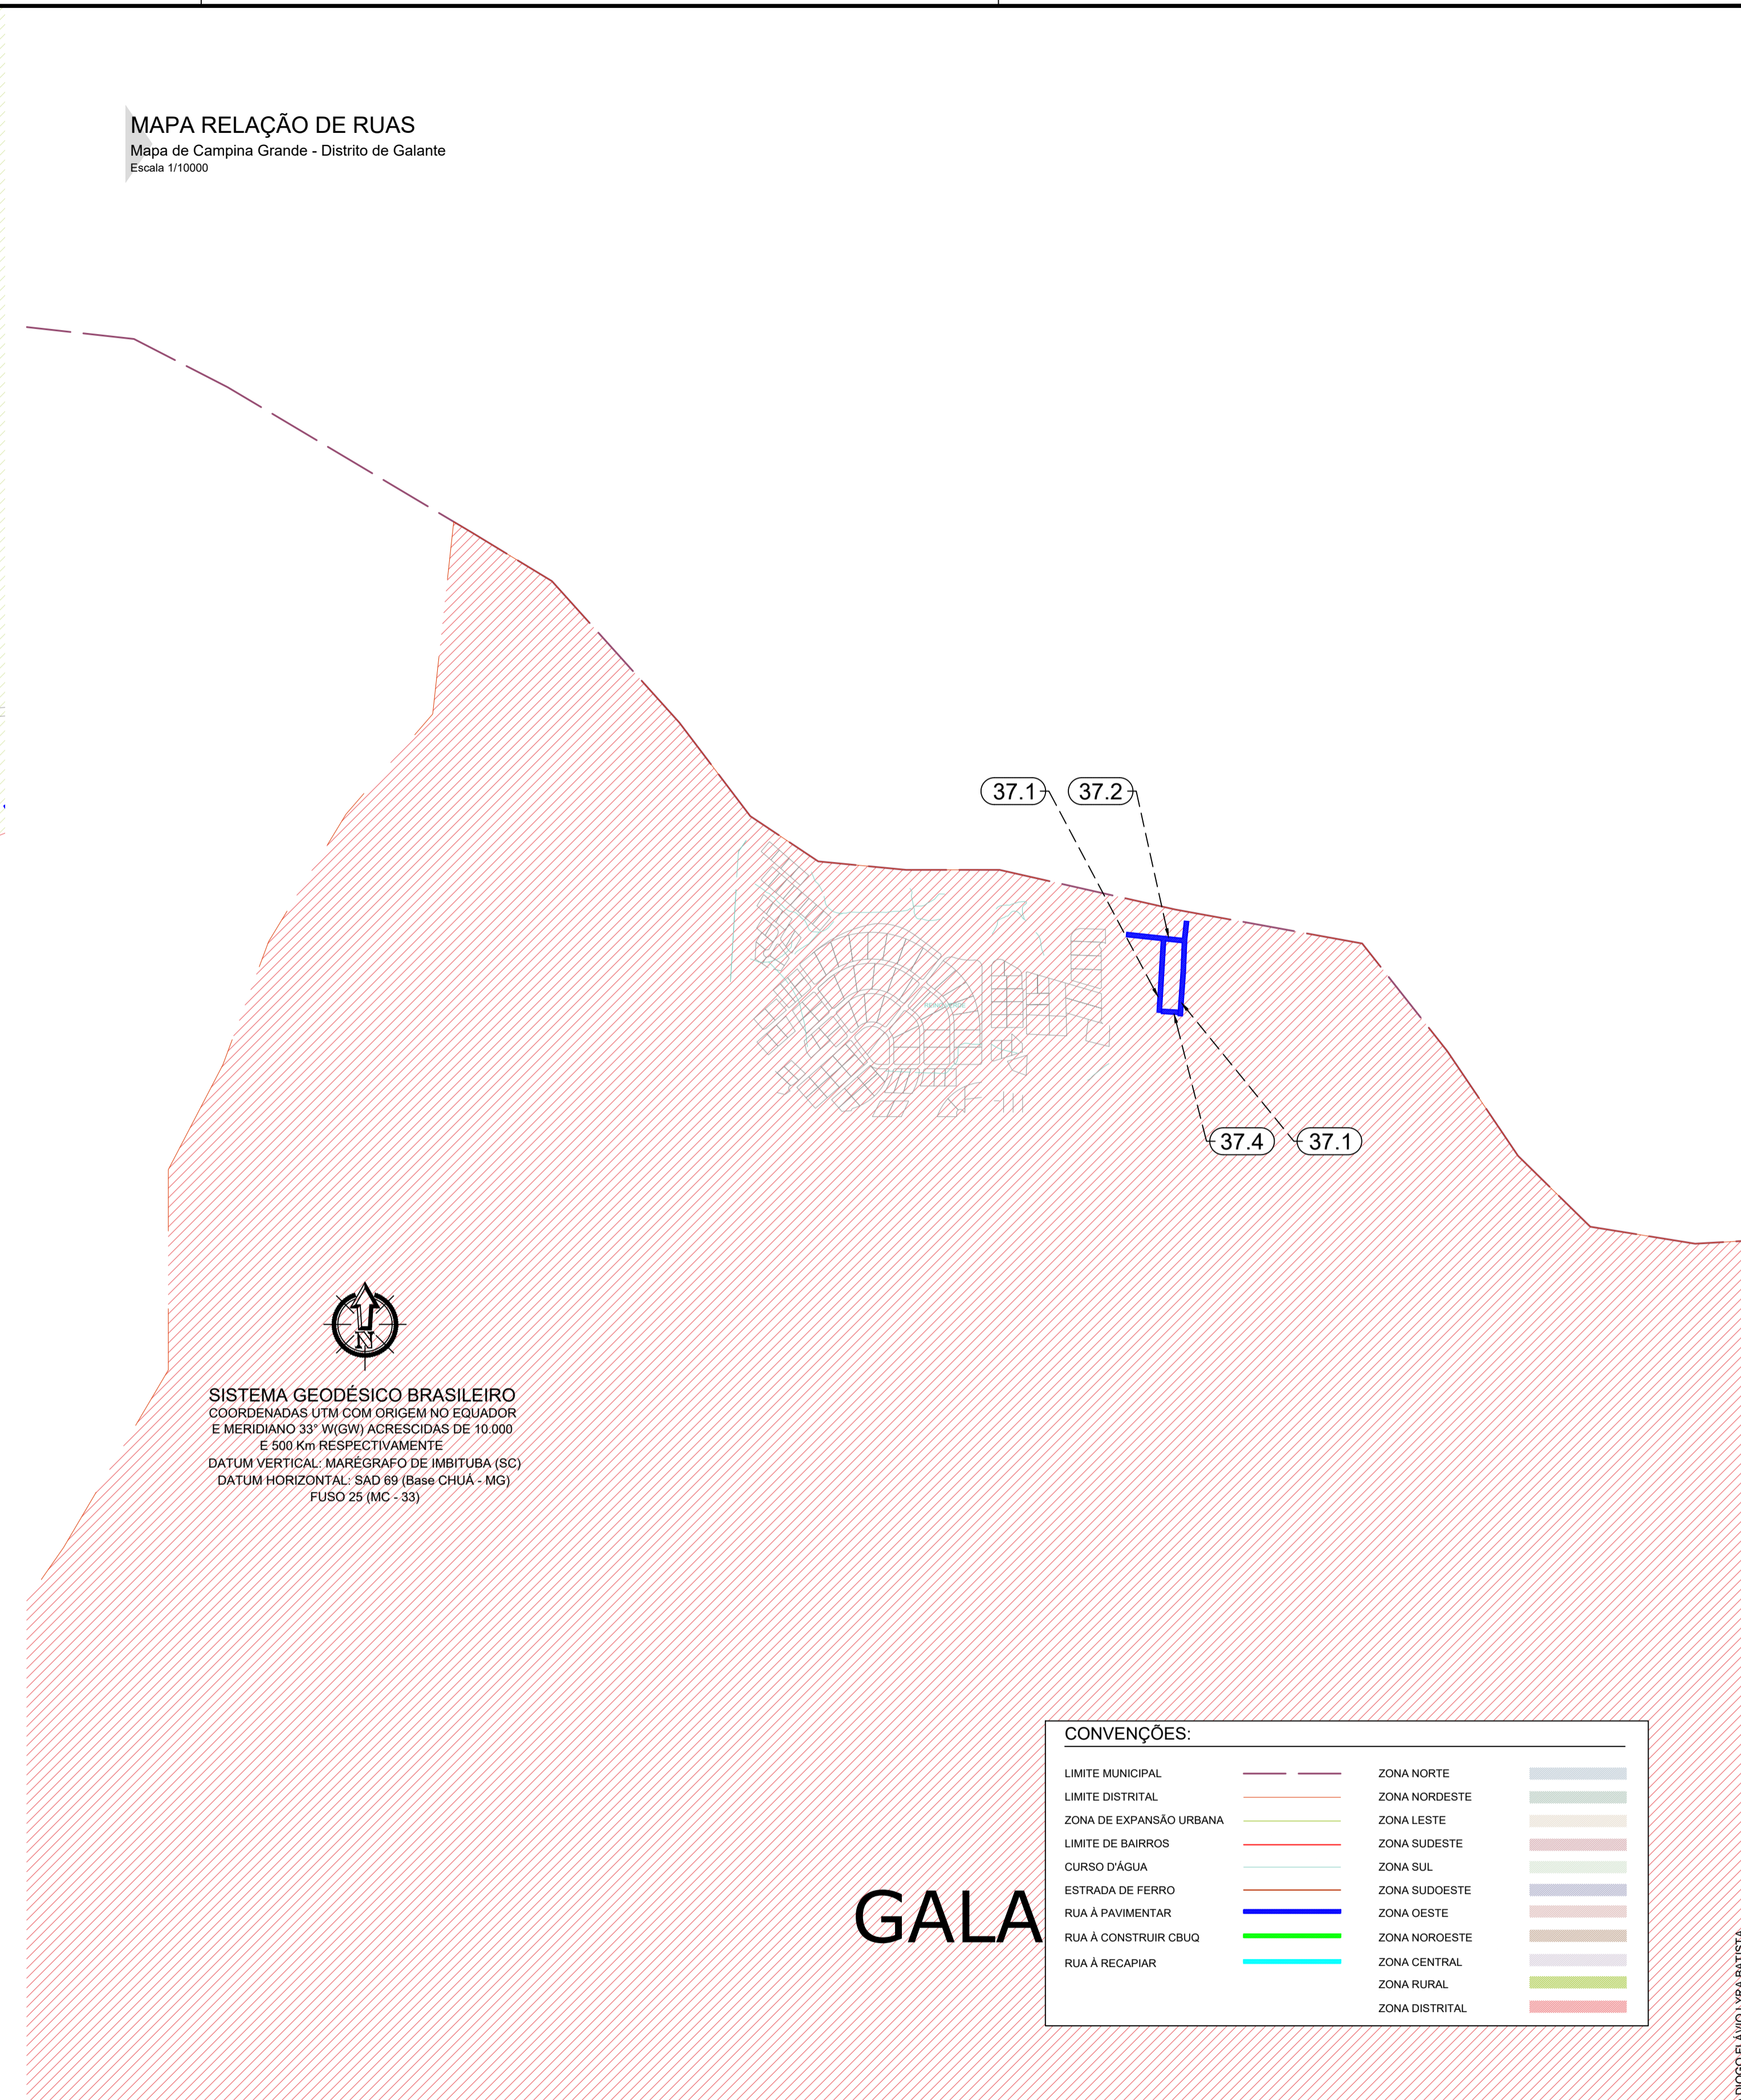 MAPA RELAÇÃO DE RUAS
Mapa de Campina Grande - Distrito de Galante
Escala 1/10000
37.1
37.2
37.4
37.1
N
SISTEMA GEODÉSICO BRASILEIRO
COORDENADAS UTM COM ORIGEM NO EQUADOR
E MERIDIANO 33° W(GW) ACRESCIDAS DE 10.000
E 500 Km RESPECTIVAMENTE
DATUM VERTICAL: MARÉGRAFO DE IMBITUBA (SC)
DATUM HORIZONTAL: SAD 69 (Base CHUÁ - MG)
FUSO 25 (MC - 33)
GALA
CONVENÇÕES:
LIMITE MUNICIPAL
LIMITE DISTRITAL
ZONA DE EXPANSÃO URBANA
LIMITE DE BAIRROS
CURSO D'ÁGUA
ESTRADA DE FERRO
RUA À PAVIMENTAR
RUA À CONSTRUIR CBUQ
RUA À RECAPIAR
ZONA NORTE
ZONA NORDESTE
ZONA LESTE
ZONA SUDESTE
ZONA SUL
ZONA SUDOESTE
ZONA OESTE
ZONA NOROESTE
ZONA CENTRAL
ZONA RURAL
ZONA DISTRITAL
DIOGO FLÁVIO LYRA BATISTA